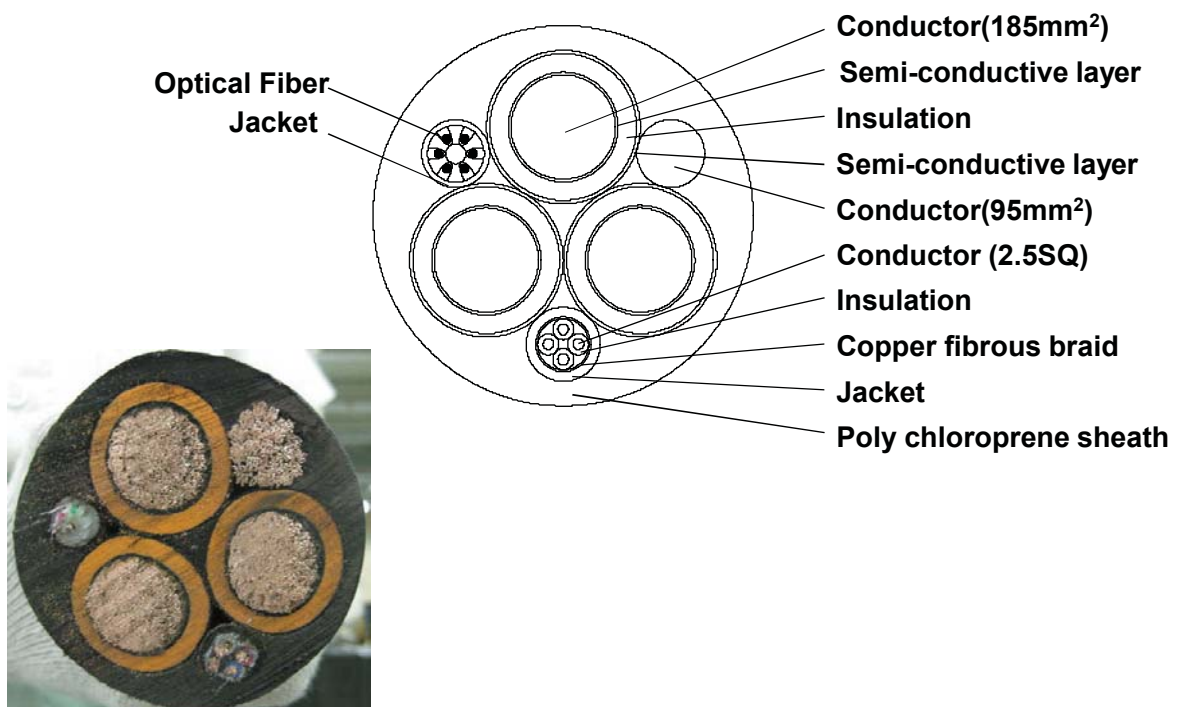 Optical Fiber
Jacket
Conductor(185mm²)
Semi-conductive layer
Insulation
Semi-conductive layer
Conductor(95mm²)
Conductor (2.5SQ)
Insulation
Copper fibrous braid
Jacket
Poly chloroprene sheath